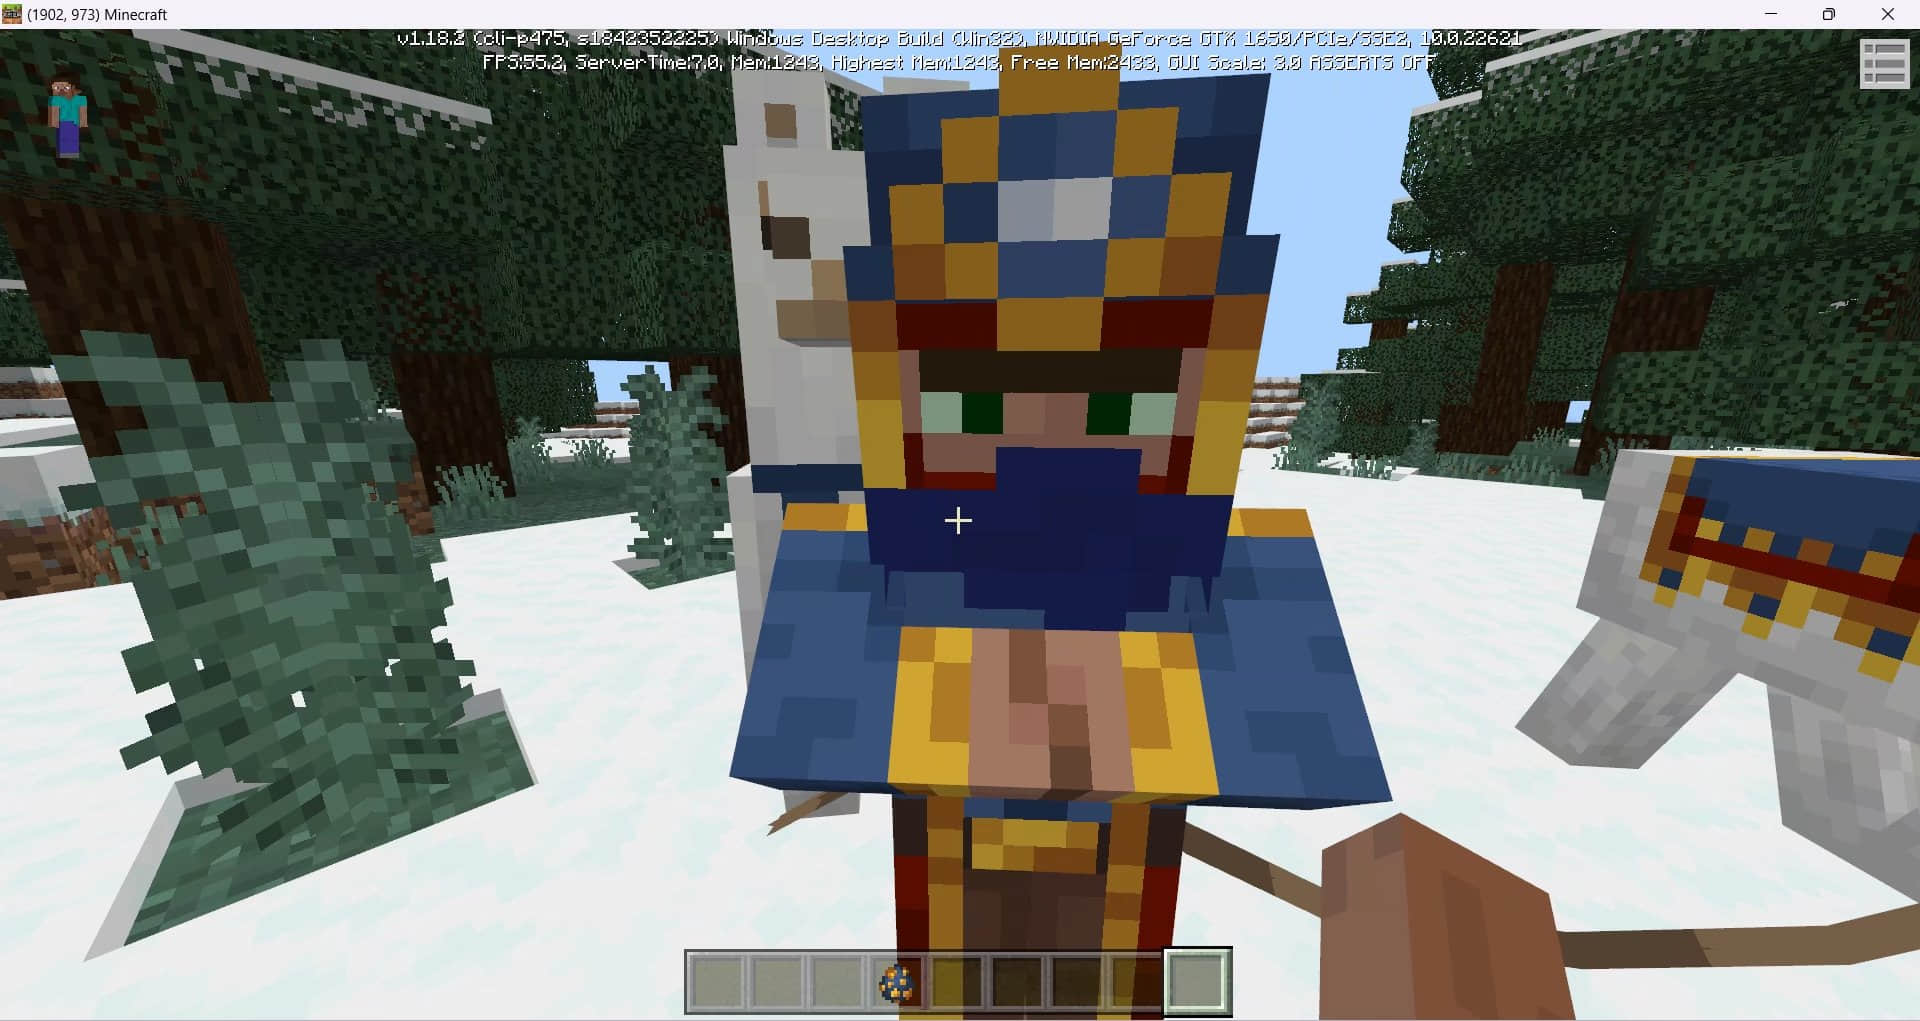 (1902, 973) Minecraft
v1.18.2 (cli-p475, s1842352225) Windows Desktop Build (Win32), NVIDIA GeForce GTX 1650/PCIe/SSE2, 10.0.22621
FPS:55.2, ServerTime:7.0, Mem:1243, Highest Mem:1243, Free Mem:2433, GUI Scale: 3.0 ASSERTS OFF